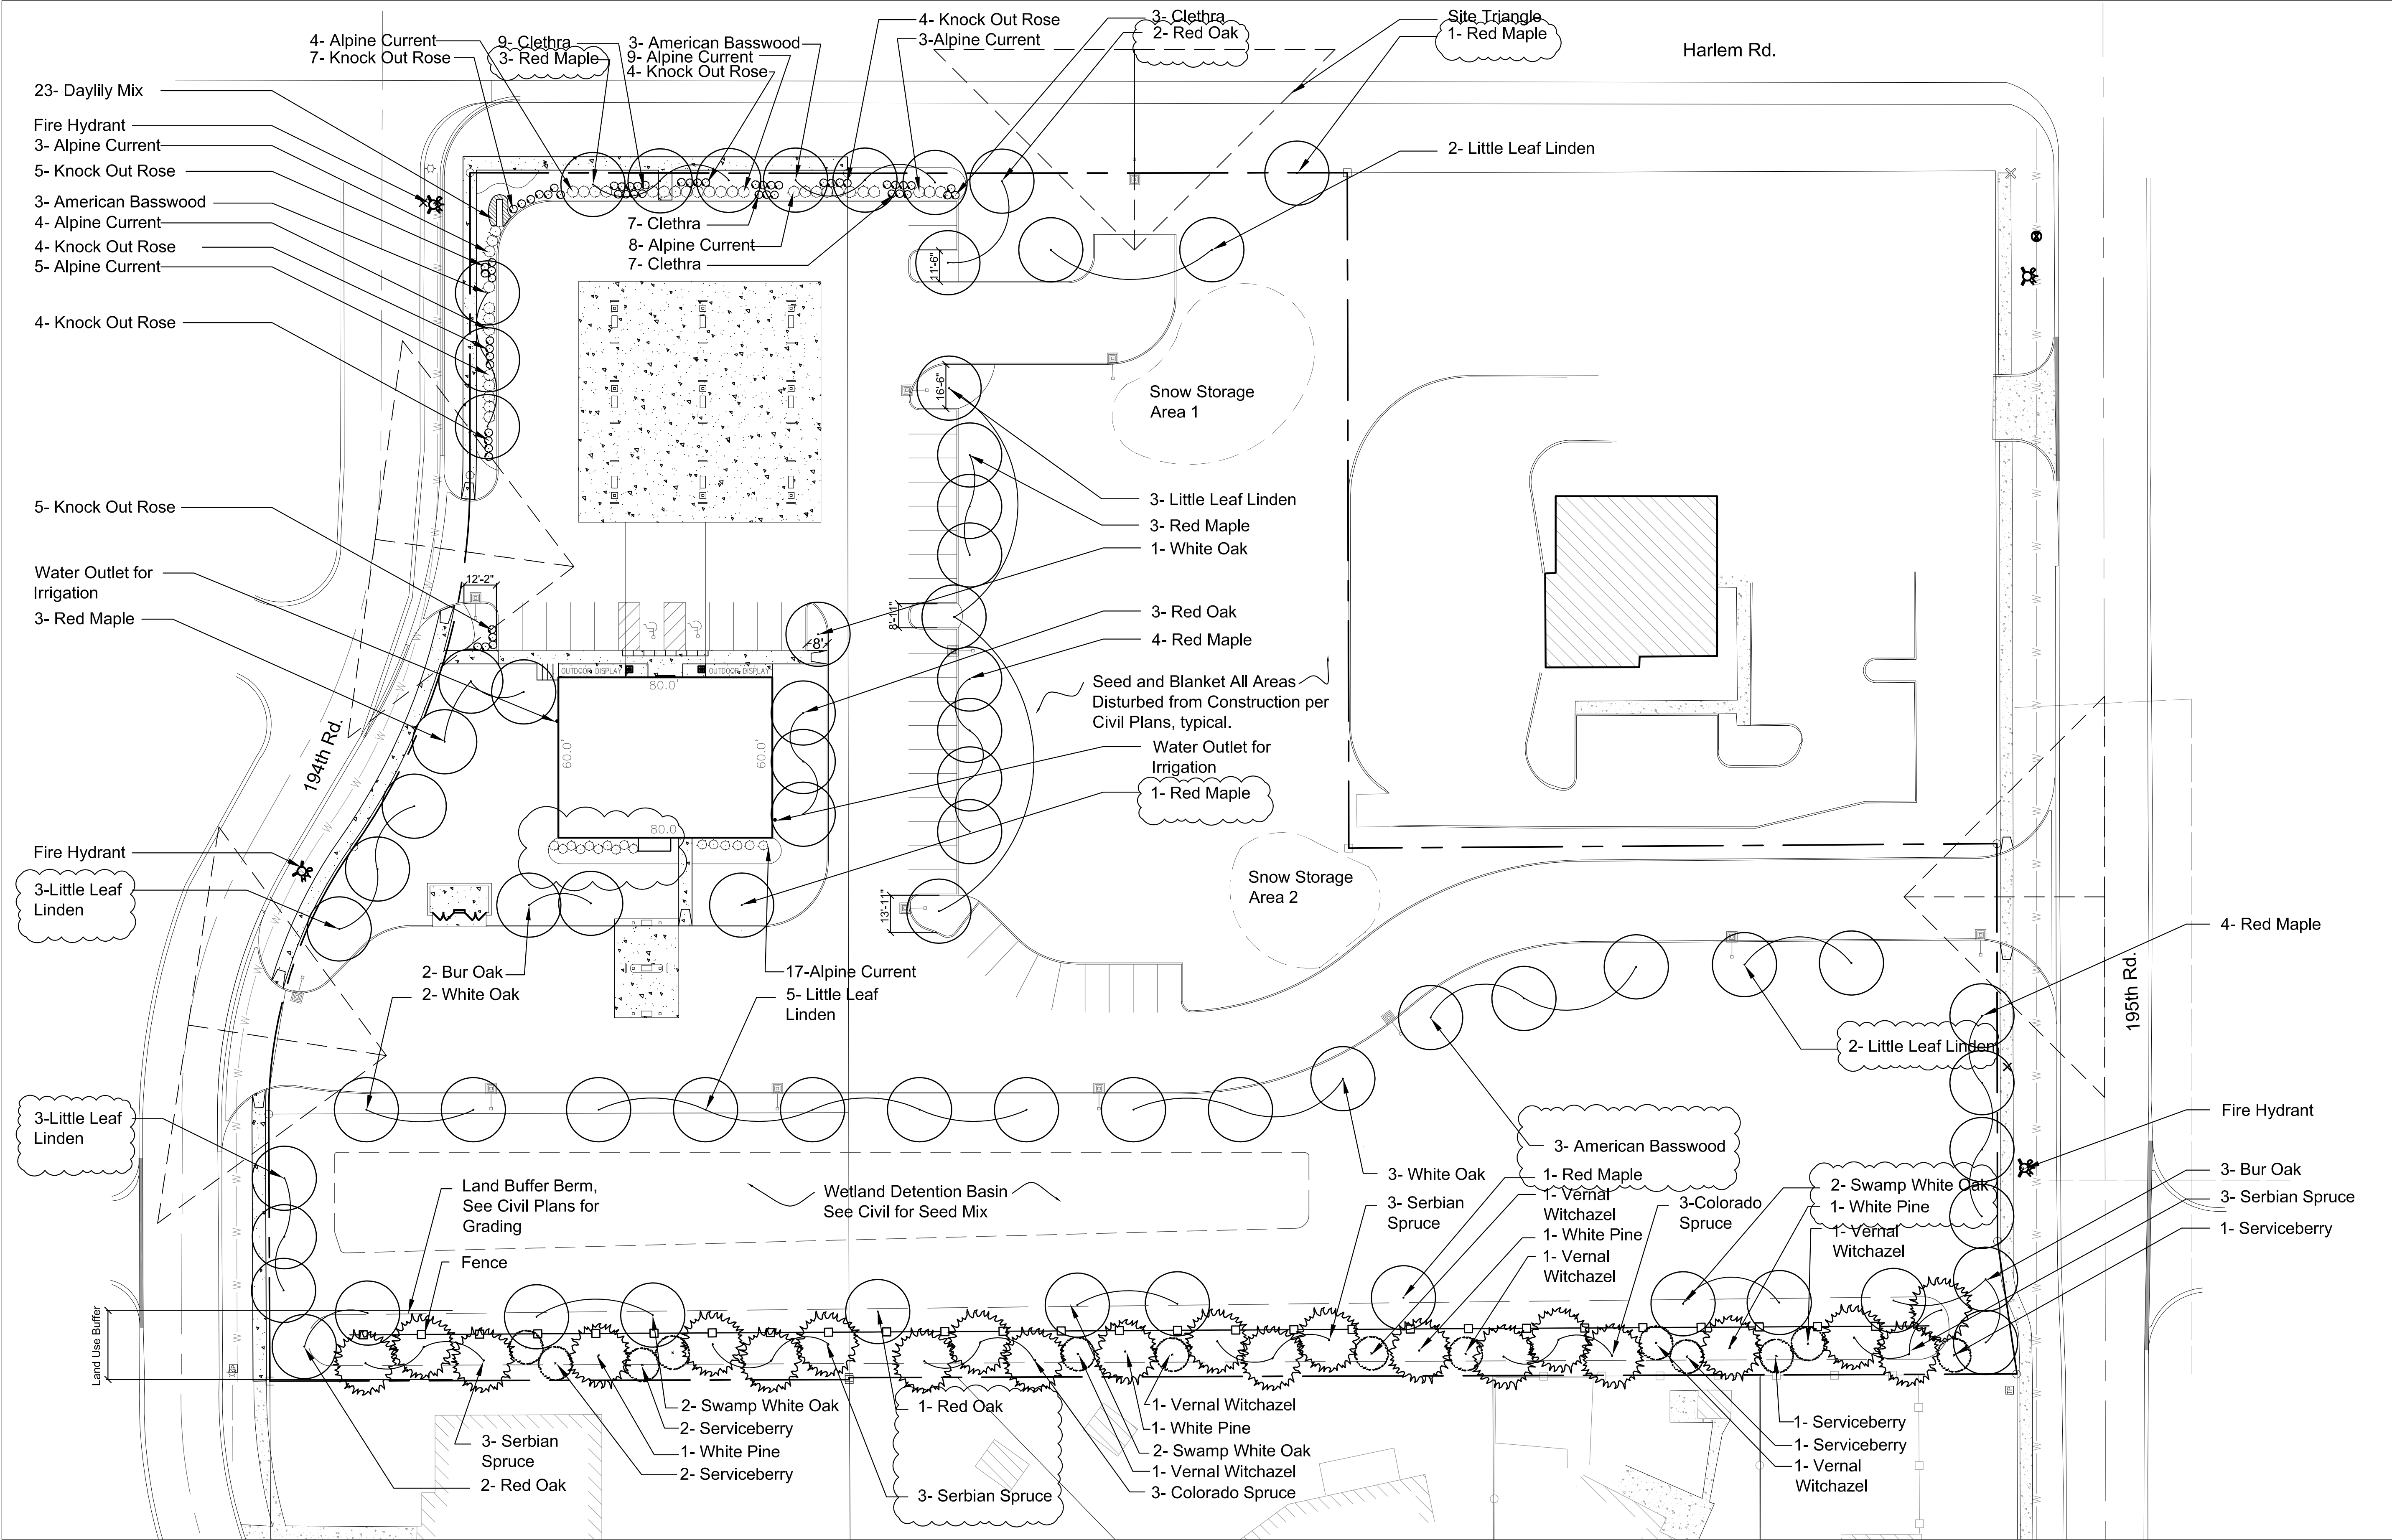 4- Alpine Current
7- Knock Out Rose
9- Clethra
3- Red Maple
3- American Basswood
9- Alpine Current
4- Knock Out Rose
4- Knock Out Rose
3-Alpine Current
3- Clethra
2- Red Oak
Site Triangle
1- Red Maple
Harlem Rd.
2- Little Leaf Linden
23- Daylily Mix
Fire Hydrant
3- Alpine Current
5- Knock Out Rose
3- American Basswood
4- Alpine Current
4- Knock Out Rose
5- Alpine Current
4- Knock Out Rose
7- Clethra
8- Alpine Current
7- Clethra
11'-6"
16'-6"
Snow Storage
Area 1
5- Knock Out Rose
Water Outlet for
Irrigation
3- Red Maple
12'-2"
8'
8'-11"
3- Little Leaf Linden
3- Red Maple
1- White Oak
3- Red Oak
4- Red Maple
Seed and Blanket All Areas
Disturbed from Construction per
Civil Plans, typical.
Water Outlet for
Irrigation
1- Red Maple
OUTDOOR DISPLAY
OUTDOOR DISPLAY
80.0'
60.0'
60.0'
80.0'
194th Rd.
Fire Hydrant
3-Little Leaf
Linden
13'-11"
Snow Storage
Area 2
2- Bur Oak
2- White Oak
17-Alpine Current
5- Little Leaf
Linden
4- Red Maple
195th Rd.
2- Little Leaf Linden
3-Little Leaf
Linden
Fire Hydrant
3- American Basswood
3- White Oak
1- Red Maple
3- Serbian
Spruce
1- Vernal
Witchazel
1- White Pine
1- Vernal
Witchazel
3-Colorado
Spruce
2- Swamp White Oak
1- White Pine
1- Vernal
Witchazel
3- Bur Oak
3- Serbian Spruce
1- Serviceberry
Land Buffer Berm,
See Civil Plans for
Grading
Fence
Wetland Detention Basin
See Civil for Seed Mix
Land Use Buffer
3- Serbian
Spruce
2- Red Oak
2- Swamp White Oak
2- Serviceberry
1- White Pine
2- Serviceberry
1- Red Oak
3- Serbian Spruce
1- Vernal Witchazel
1- White Pine
2- Swamp White Oak
1- Vernal Witchazel
3- Colorado Spruce
1- Serviceberry
1- Serviceberry
1- Vernal
Witchazel